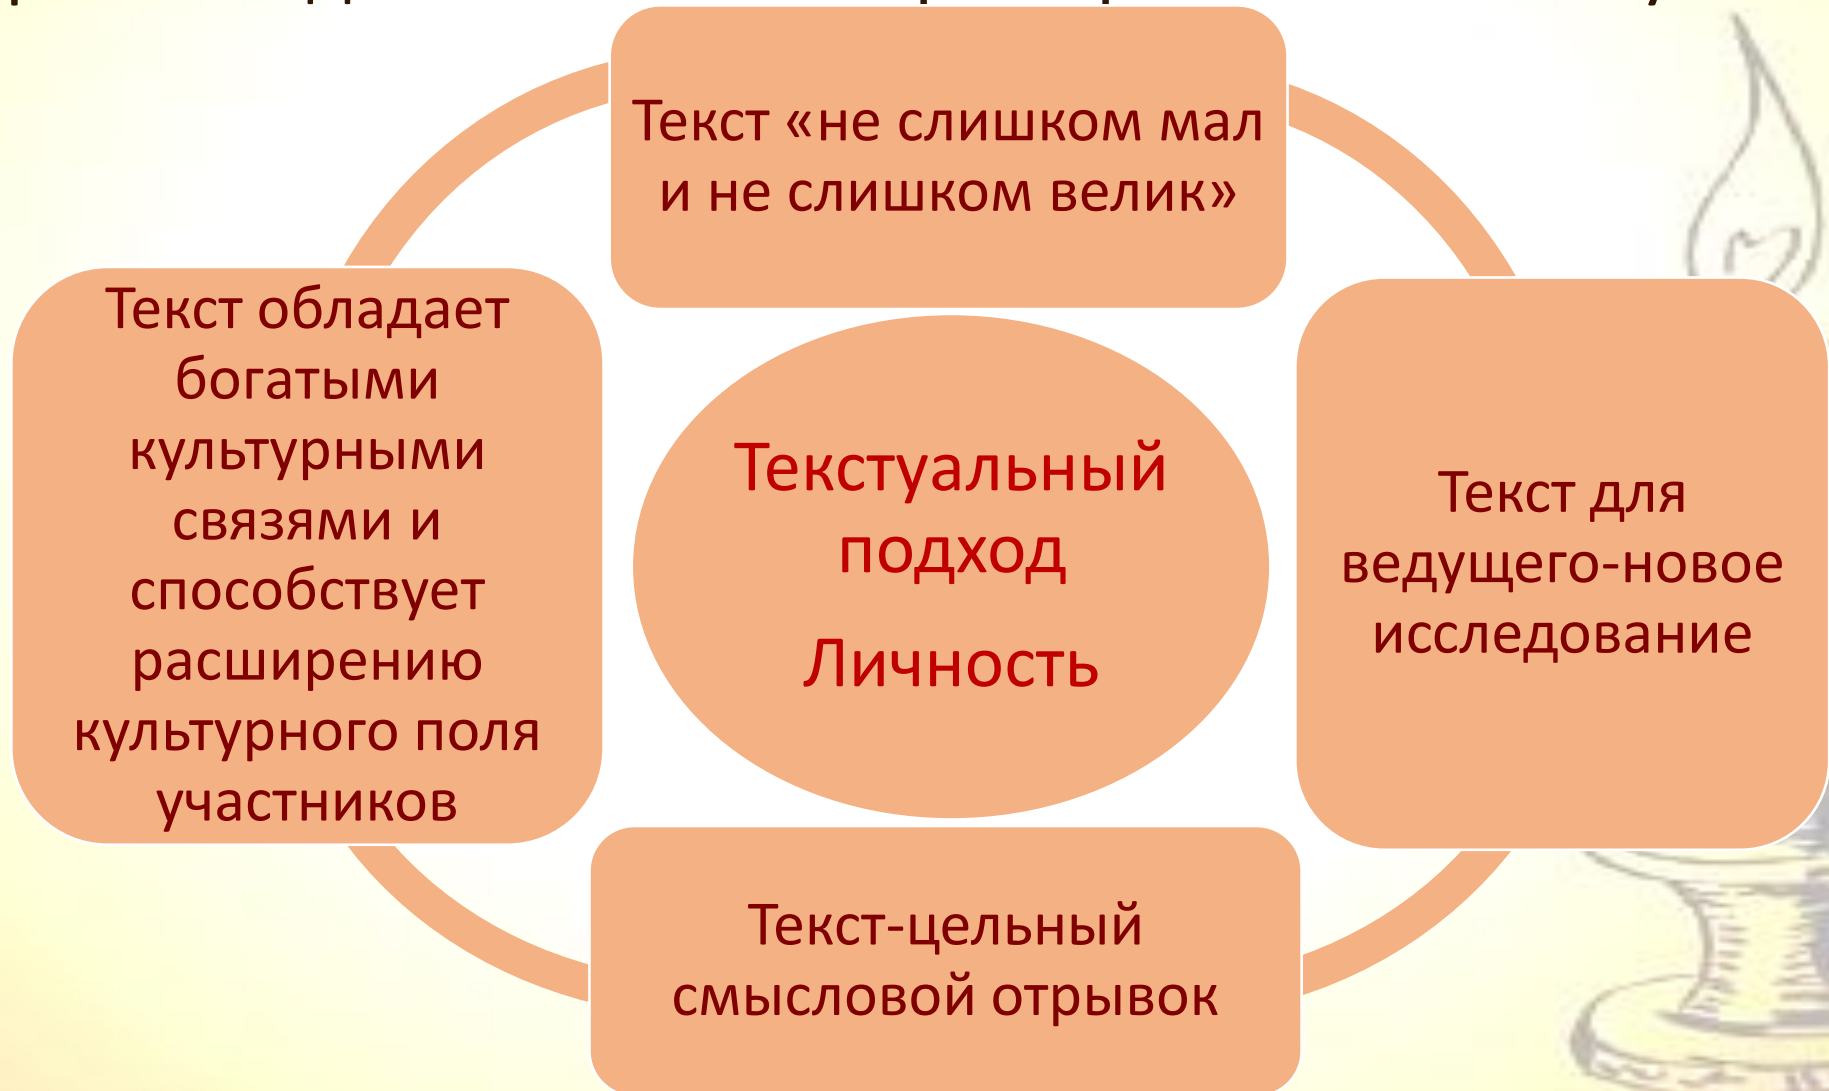 Текст «не слишком мал
и не слишком велик»
Текст обладает
богатыми
культурными
связями и
способствует
расширению
культурного поля
участников
Текстуальный
подход
Личность
Текст для
ведущего-новое
исследование
Текст-цельный
смысловой отрывок